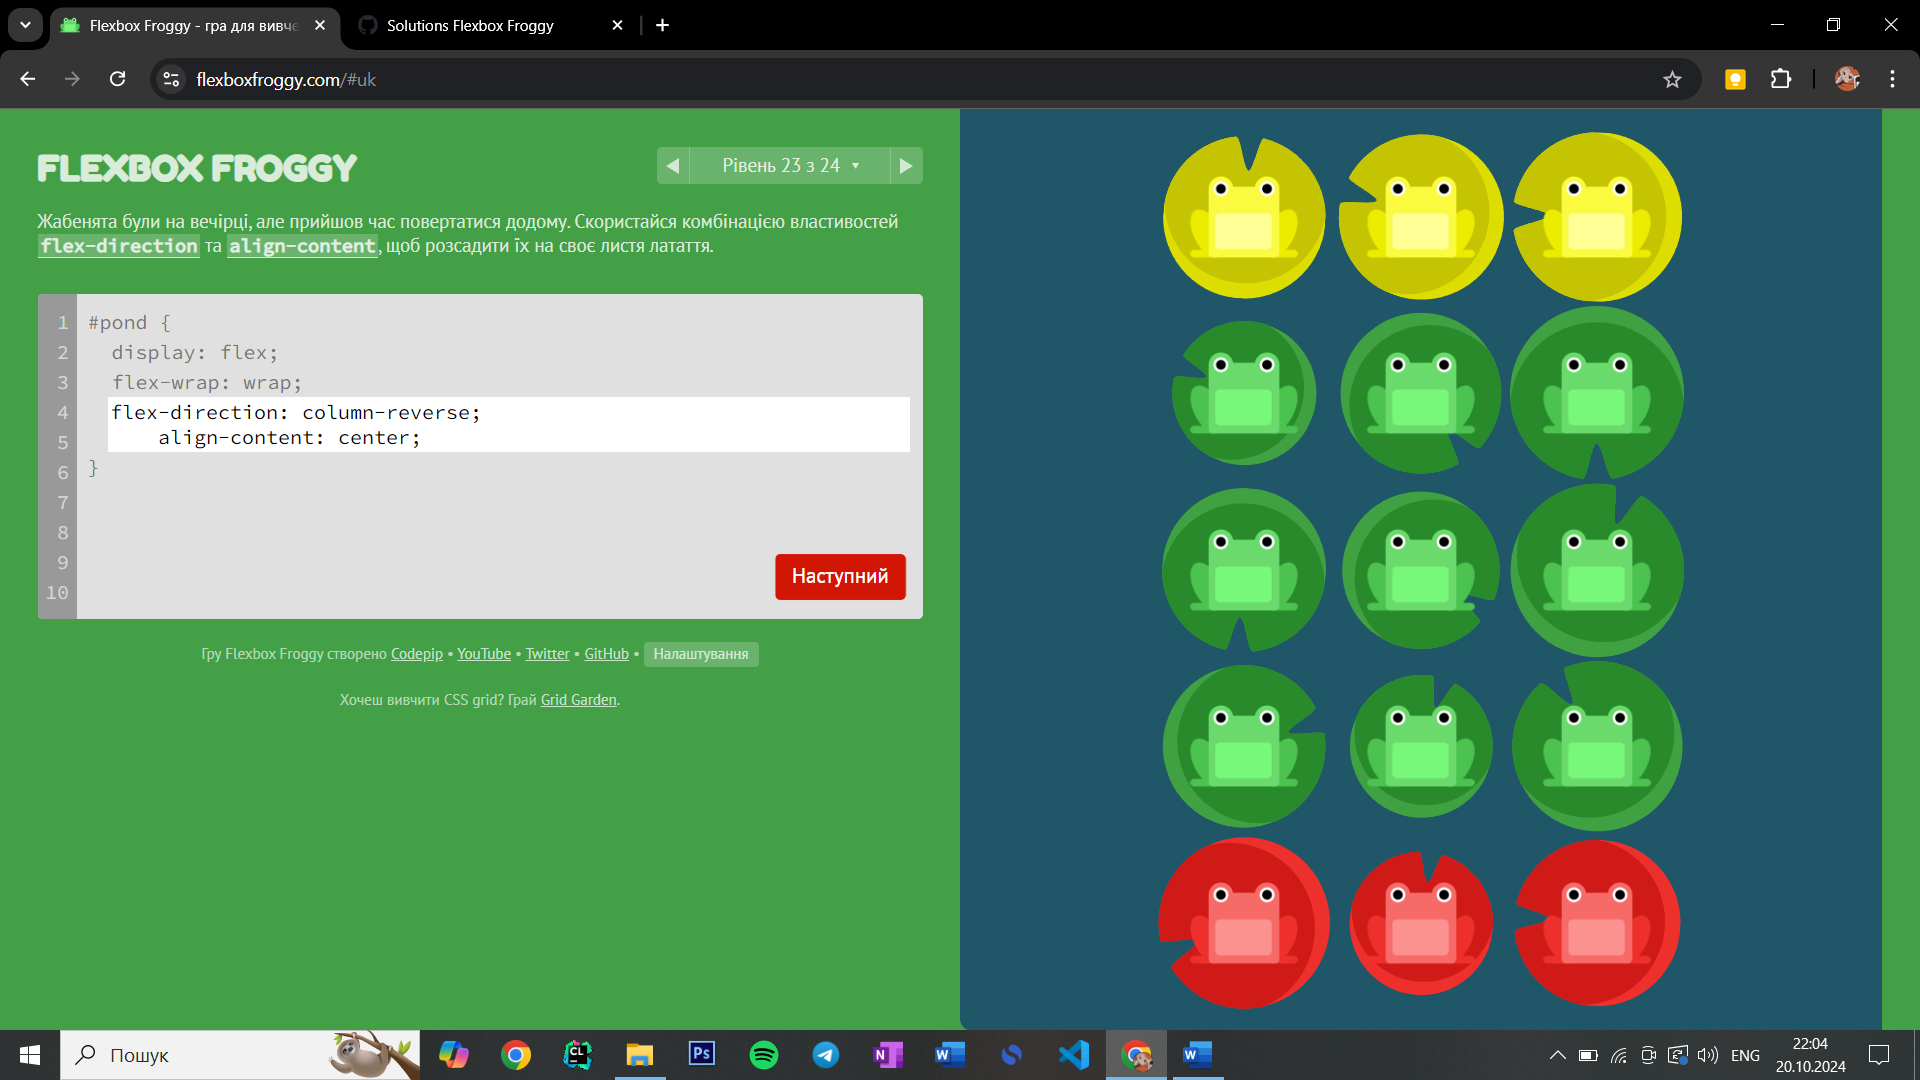 Flexbox Froggy - гра для вивче
Solutions Flexbox Froggy
flexboxfroggy.com/#uk
FLEXBOX FROGGY
Рівень 23 з 24
Жабенята були на вечірці, але прийшов час повертатися додому. Скористайся комбінацією властивостей
flex-direction та align-content, щоб розсадити їх на своє листя латаття.
1 #pond {
2 display: flex;
3 flex-wrap: wrap;
4 flex-direction: column-reverse;
5 align-content: center;
6 }
7
8
9
10
Наступний
Гру Flexbox Froggy створено Codepip • YouTube • Twitter • GitHub • Налаштування
Хочеш вивчити CSS grid? Грай Grid Garden.
Пошук
CL
Ps
N
W
W
ENG
22:04
20.10.2024